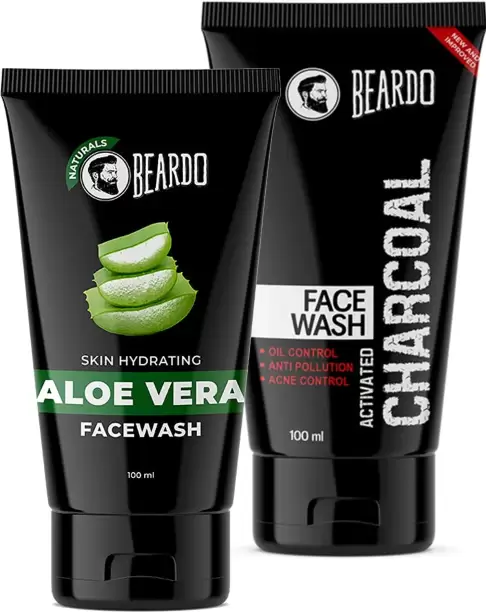 NATURALS
BEARDO
SKIN HYDRATING
ALOE VERA
FACEWASH
100 ml
NEW AND
IMPROVED
BEARDO
FACE
WASH
• OIL CONTROL
• ANTI POLLUTION
• ACNE CONTROL
ACTIVATED
CHARCOAL
100 ml